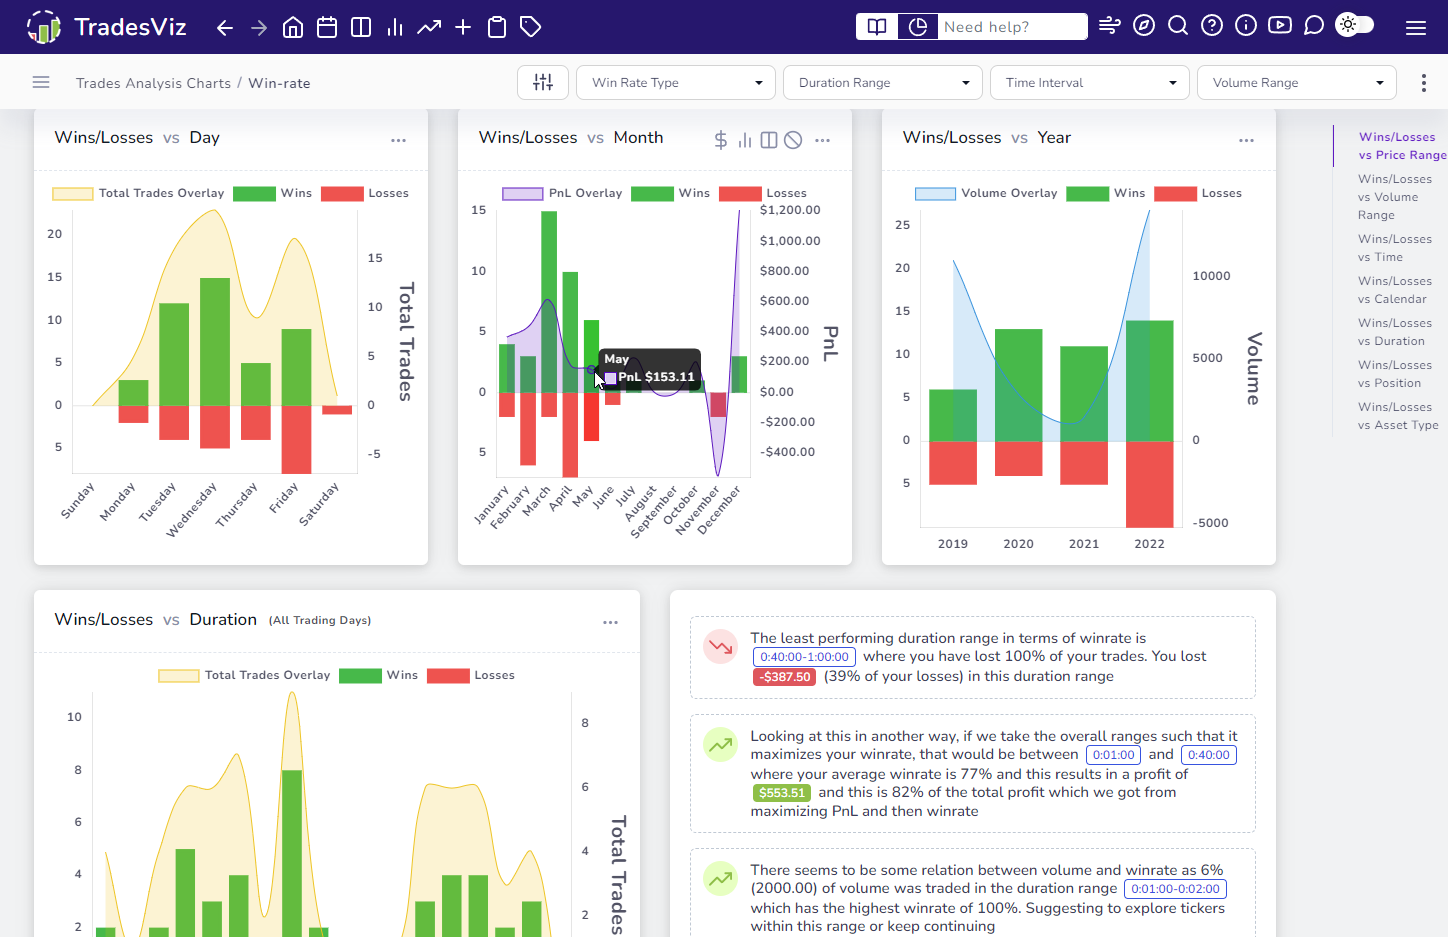 TradesViz
Need help?
Trades Analysis Charts / Win-rate
Win Rate Type
Duration Range
Time Interval
Volume Range
Wins/Losses vs Day
Total Trades Overlay Wins Losses
20
15
10
5
0
5
15
10
5
0
-5
Total Trades
Sunday
Monday
Tuesday
Wednesday
Thursday
Friday
Saturday
Wins/Losses vs Month
PnL Overlay Wins Losses
15
10
5
0
5
$1,200.00
$1,000.00
$800.00
$600.00
$400.00
$200.00
$0.00
-$200.00
-$400.00
PnL
May
PnL $153.11
January
February
March
April
May
June
July
August
September
October
November
December
Wins/Losses vs Year
Volume Overlay Wins Losses
25
20
15
10
5
0
5
10000
5000
0
-5000
Volume
2019
2020
2021
2022
Wins/Losses
vs Price Range
Wins/Losses
vs Volume
Range
Wins/Losses
vs Time
Wins/Losses
vs Calendar
Wins/Losses
vs Duration
Wins/Losses
vs Position
Wins/Losses
vs Asset Type
Wins/Losses vs Duration (All Trading Days)
Total Trades Overlay Wins Losses
10
8
6
4
2
8
6
4
2
Total Trades
The least performing duration range in terms of winrate is
0:40:00-1:00:00 where you have lost 100% of your trades. You lost
-$387.50 (39% of your losses) in this duration range
Looking at this in another way, if we take the overall ranges such that it
maximizes your winrate, that would be between 0:01:00 and 0:40:00
where your average winrate is 77% and this results in a profit of
$553.51 and this is 82% of the total profit which we got from
maximizing PnL and then winrate
There seems to be some relation between volume and winrate as 6%
(2000.00) of volume was traded in the duration range 0:01:00-0:02:00
which has the highest winrate of 100%. Suggesting to explore tickers
within this range or keep continuing